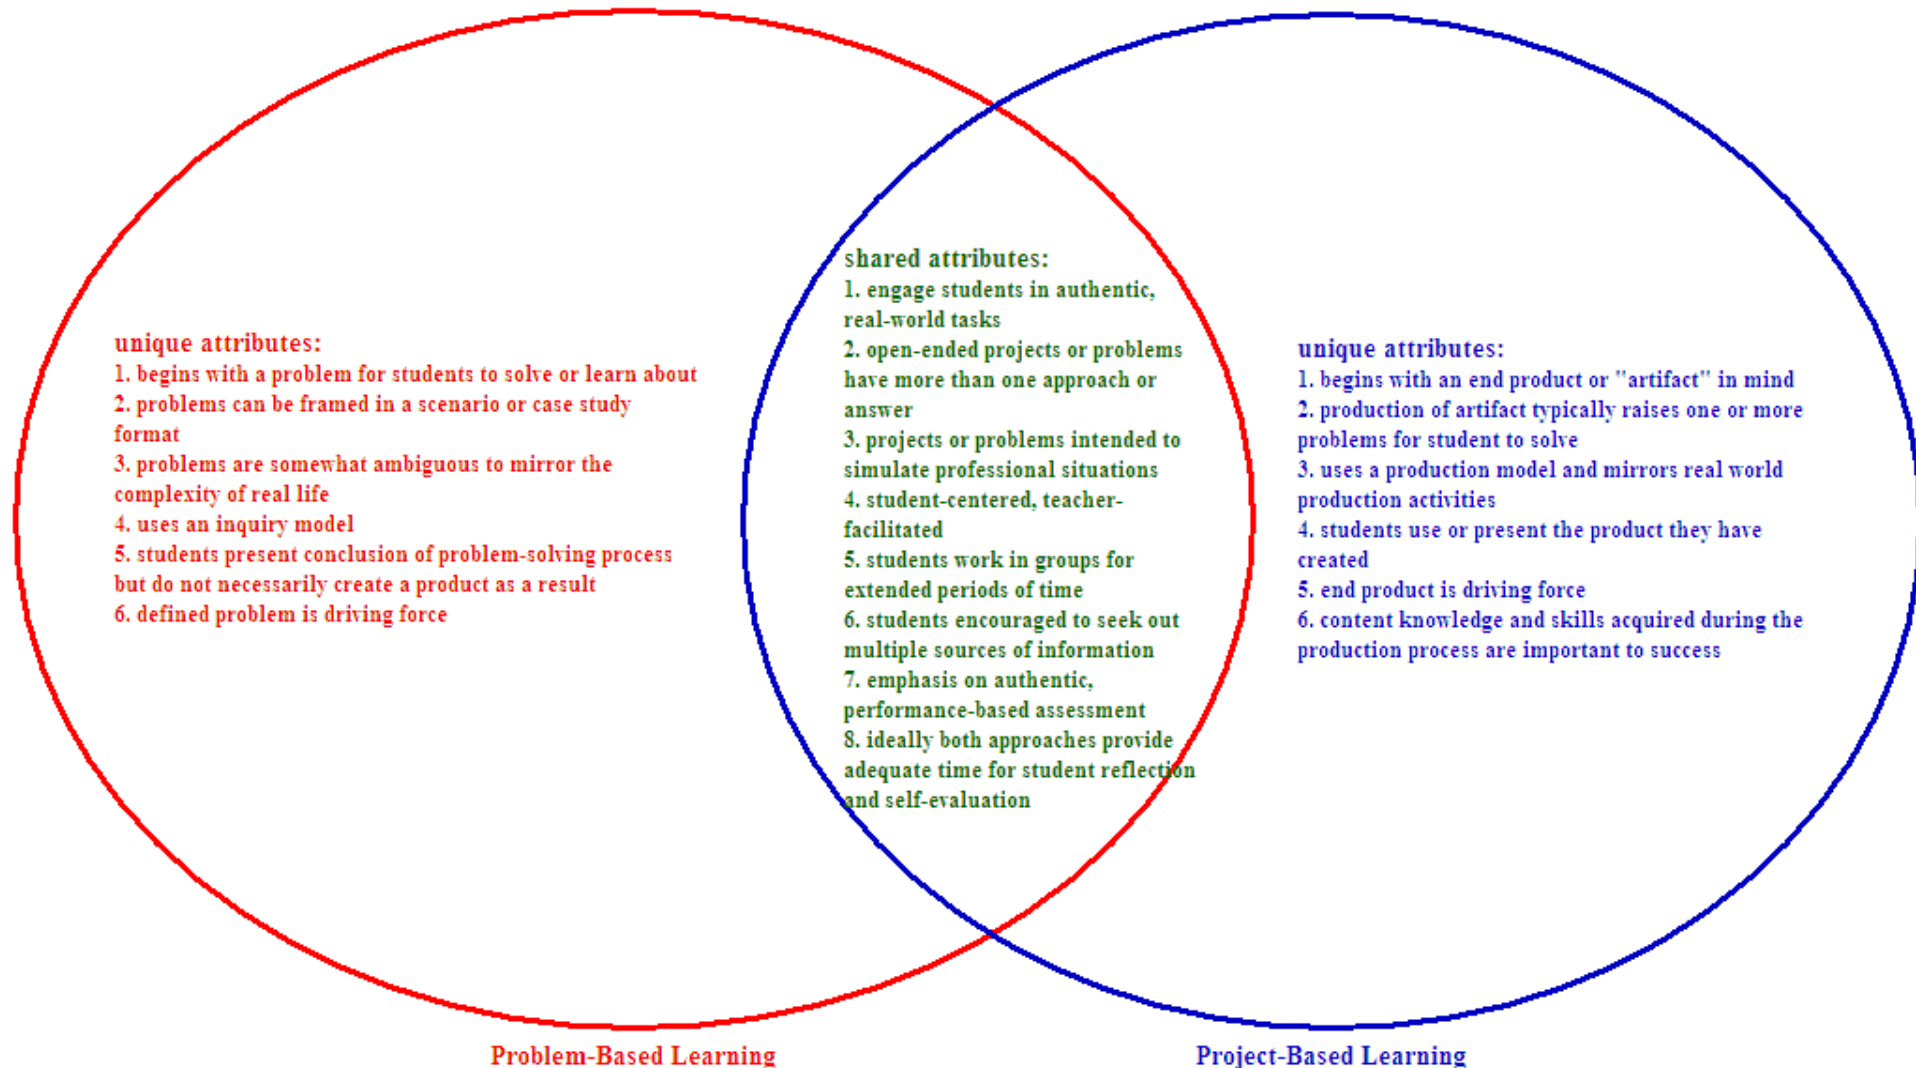 unique attributes:
1. begins with a problem for students to solve or learn about
2. problems can be framed in a scenario or case study
format
3. problems are somewhat ambiguous to mirror the
complexity of real life
4. uses an inquiry model
5. students present conclusion of problem-solving process
but do not necessarily create a product as a result
6. defined problem is driving force
shared attributes:
1. engage students in authentic,
real-world tasks
2. open-ended projects or problems
have more than one approach or
answer
3. projects or problems intended to
simulate professional situations
4. student-centered, teacher-
facilitated
5. students work in groups for
extended periods of time
6. students encouraged to seek out
multiple sources of information
7. emphasis on authentic,
performance-based assessment
8. ideally both approaches provide
adequate time for student reflection
and self-evaluation
unique attributes:
1. begins with an end product or "artifact" in mind
2. production of artifact typically raises one or more
problems for student to solve
3. uses a production model and mirrors real world
production activities
4. students use or present the product they have
created
5. end product is driving force
6. content knowledge and skills acquired during the
production process are important to success
Problem-Based Learning
Project-Based Learning